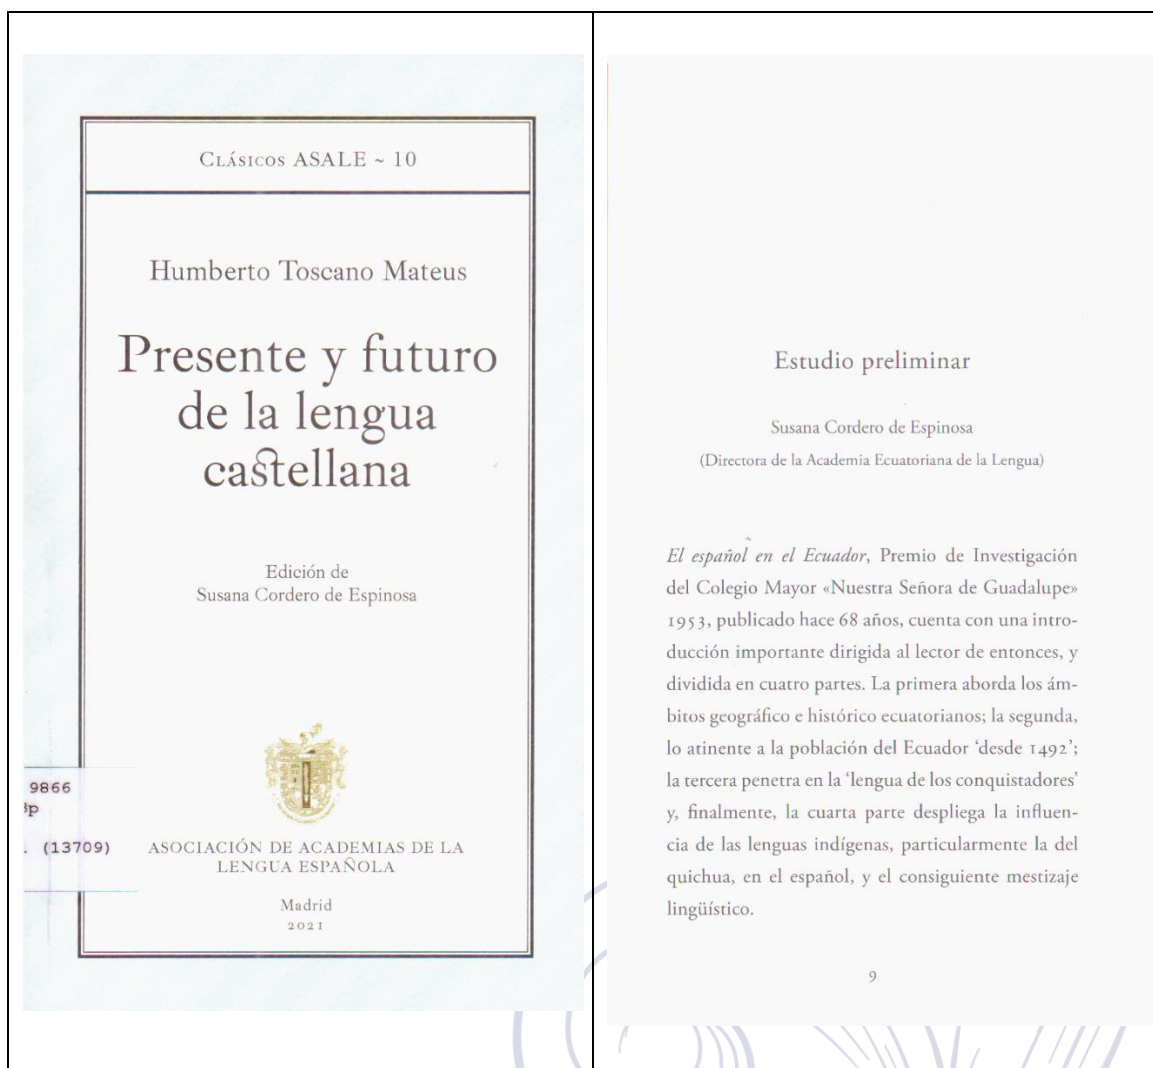 CLÁSICOS ASALE ~ 10
Humberto Toscano Mateus
Presente y futuro
de la lengua
castellana
Edición de
Susana Cordero de Espinosa
9866
(13709)
ASOCIACIÓN DE ACADEMIAS DE LA
LENGUA ESPAÑOLA
Madrid
2021
Estudio preliminar
Susana Cordero de Espinosa
(Directora de la Academia Ecuatoriana de la Lengua)
El español en el Ecuador, Premio de Investigación
del Colegio Mayor «Nuestra Señora de Guadalupe»
1953, publicado hace 68 años, cuenta con una intro-
ducción importante dirigida al lector de entonces, y
dividida en cuatro partes. La primera aborda los ám-
bitos geográfico e histórico ecuatorianos; la segunda,
lo atinente a la población del Ecuador ‘desde 1492’;
la tercera penetra en la ‘lengua de los conquistadores’
y, finalmente, la cuarta parte despliega la influen-
cia de las lenguas indígenas, particularmente la del
quichua, en el español, y el consiguiente mestizaje
lingüístico.
9